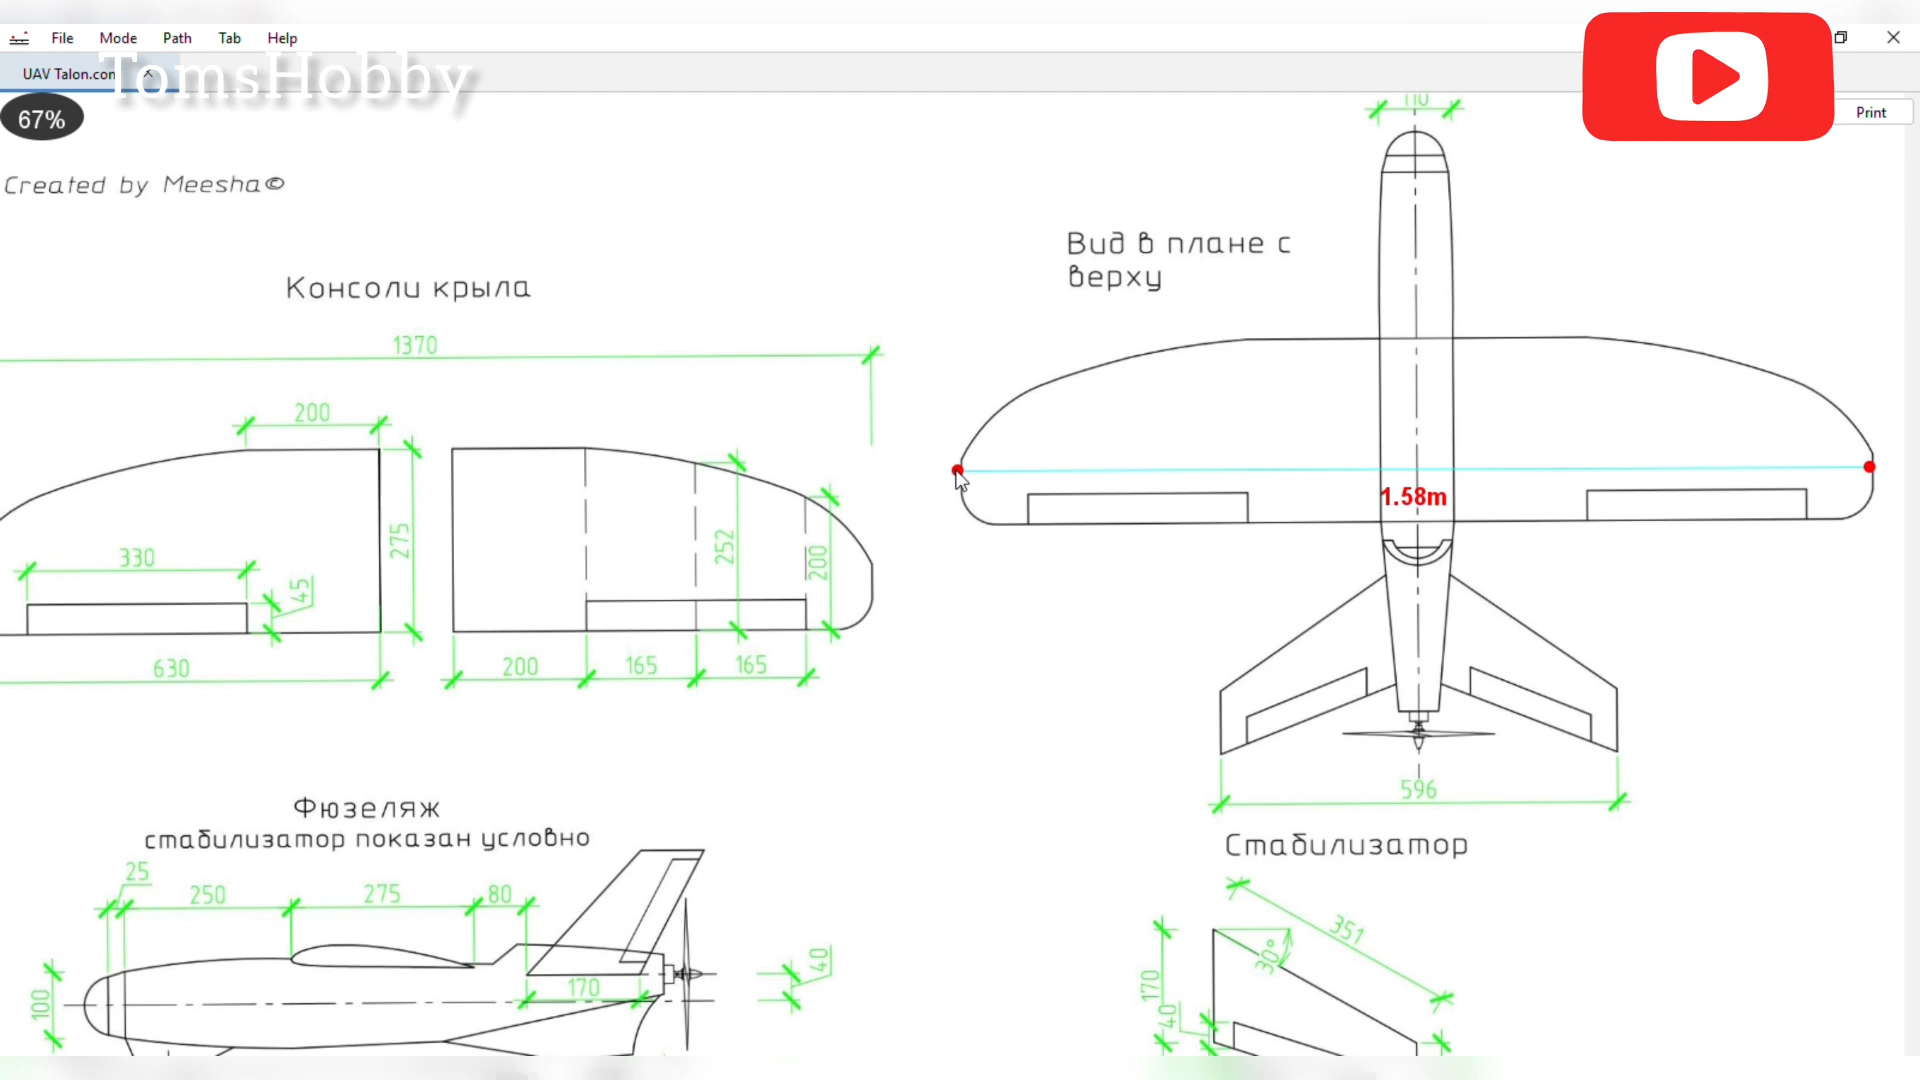 File Mode Path Tab Help
TomsHobby
UAV Talon.con
Print
67%
110
Created by Meesha©
Вид в плане с
верху
Консоли крыла
1370
200
275
330
45
630
252
200
200
165
165
1.58m
596
Фюзеляж
стабилизатор показан условно
25
250
275
80
100
170
40
Стабилизатор
351
30°
170
40